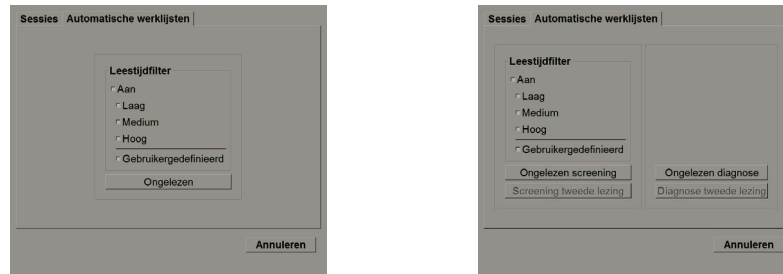 Sessies Automatische werklijsten
Leestijdfilter
Aan
Laag
Medium
Hoog
Gebruikergedefinieerd
Ongelezen
Annuleren
Sessies Automatische werklijsten
Leestijdfilter
Aan
Laag
Medium
Hoog
Gebruikergedefinieerd
Ongelezen screening Ongelezen diagnose
Screening tweede lezing Diagnose tweede lezing
Annuleren